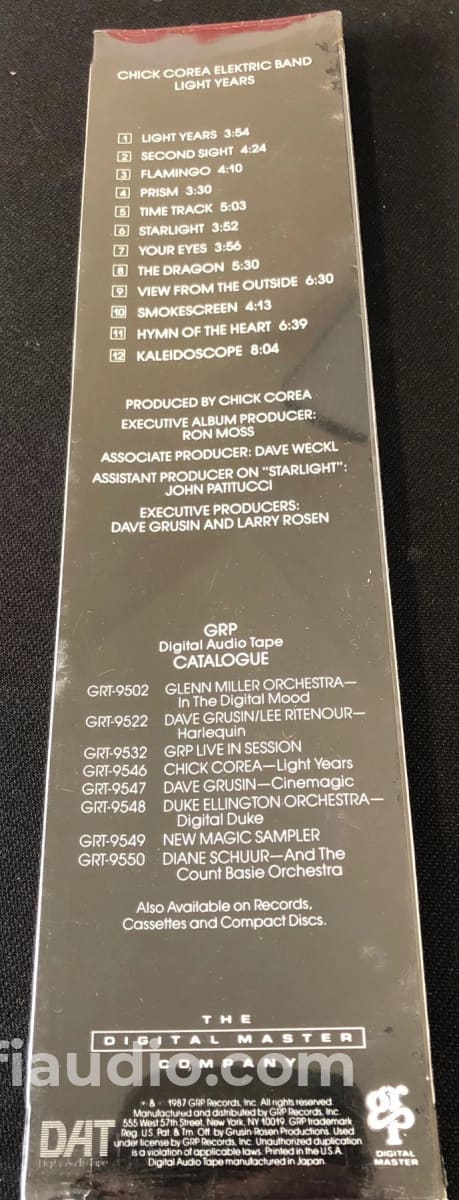 CHICK COREA ELEKTRIC BAND
LIGHT YEARS
1 LIGHT YEARS 3:54
2 SECOND SIGHT 4:24
3 FLAMINGO 4:10
4 PRISM 3:30
5 TIME TRACK 5:03
6 STARLIGHT 3:52
7 YOUR EYES 3:56
8 THE DRAGON 5:30
9 VIEW FROM THE OUTSIDE 6:30
10 SMOKESCREEN 4:13
11 HYMN OF THE HEART 6:39
12 KALEIDOSCOPE 8:04
PRODUCED BY CHICK COREA
EXECUTIVE ALBUM PRODUCER:
RON MOSS
ASSOCIATE PRODUCER: DAVE WECKL
ASSISTANT PRODUCER ON "STARLIGHT":
JOHN PATITUCCI
EXECUTIVE PRODUCERS:
DAVE GRUSIN AND LARRY ROSEN
GRP
Digital Audio Tape
CATALOGUE
GRT-9502 GLENN MILLER ORCHESTRA—
In The Digital Mood
GRT-9522 DAVE GRUSIN/LEE RITENOUR—
Harlequin
GRT-9532 GRP LIVE IN SESSION
GRT-9546 CHICK COREA—Light Years
GRT-9547 DAVE GRUSIN—Cinemagic
GRT-9548 DUKE ELLINGTON ORCHESTRA—
Digital Duke
GRT-9549 NEW MAGIC SAMPLER
GRT-9550 DIANE SCHUUR—And The
Count Basie Orchestra
Also Available on Records,
Cassettes and Compact Discs.
THE
DIGITAL MASTER
COMPANY
fiaudio.com
& 1987 GRP Records, Inc. All rights reserved.
Manufactured and distributed by GRP Records, Inc.
555 West 57th Street, New York, NY 10019. GRP trademark
Reg. U.S. Pat. & Tm. Off. by Grusin Rosen Productions. Used
under license by GRP Records, Inc. Unauthorized duplication
is a violation of applicable laws. Printed in the U.S.A.
Digital Audio Tape manufactured in Japan.
DAT
Digital Audio Tape
grp
DIGITAL
MASTER